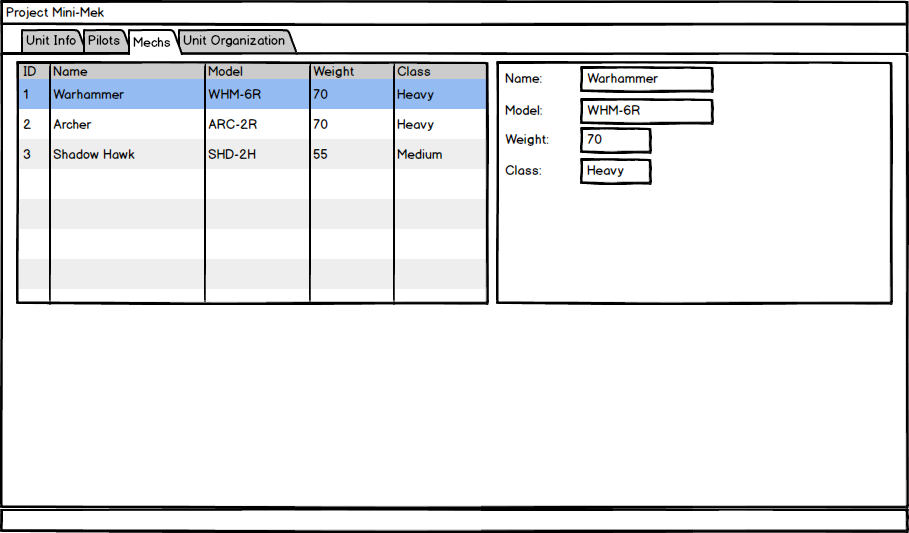 Project Mini-Mek
Unit Info Pilots Mechs Unit Organization
ID Name Model Weight Class
1 Warhammer WHM-6R 70 Heavy
2 Archer ARC-2R 70 Heavy
3 Shadow Hawk SHD-2H 55 Medium
Name: Warhammer
Model: WHM-6R
Weight: 70
Class: Heavy